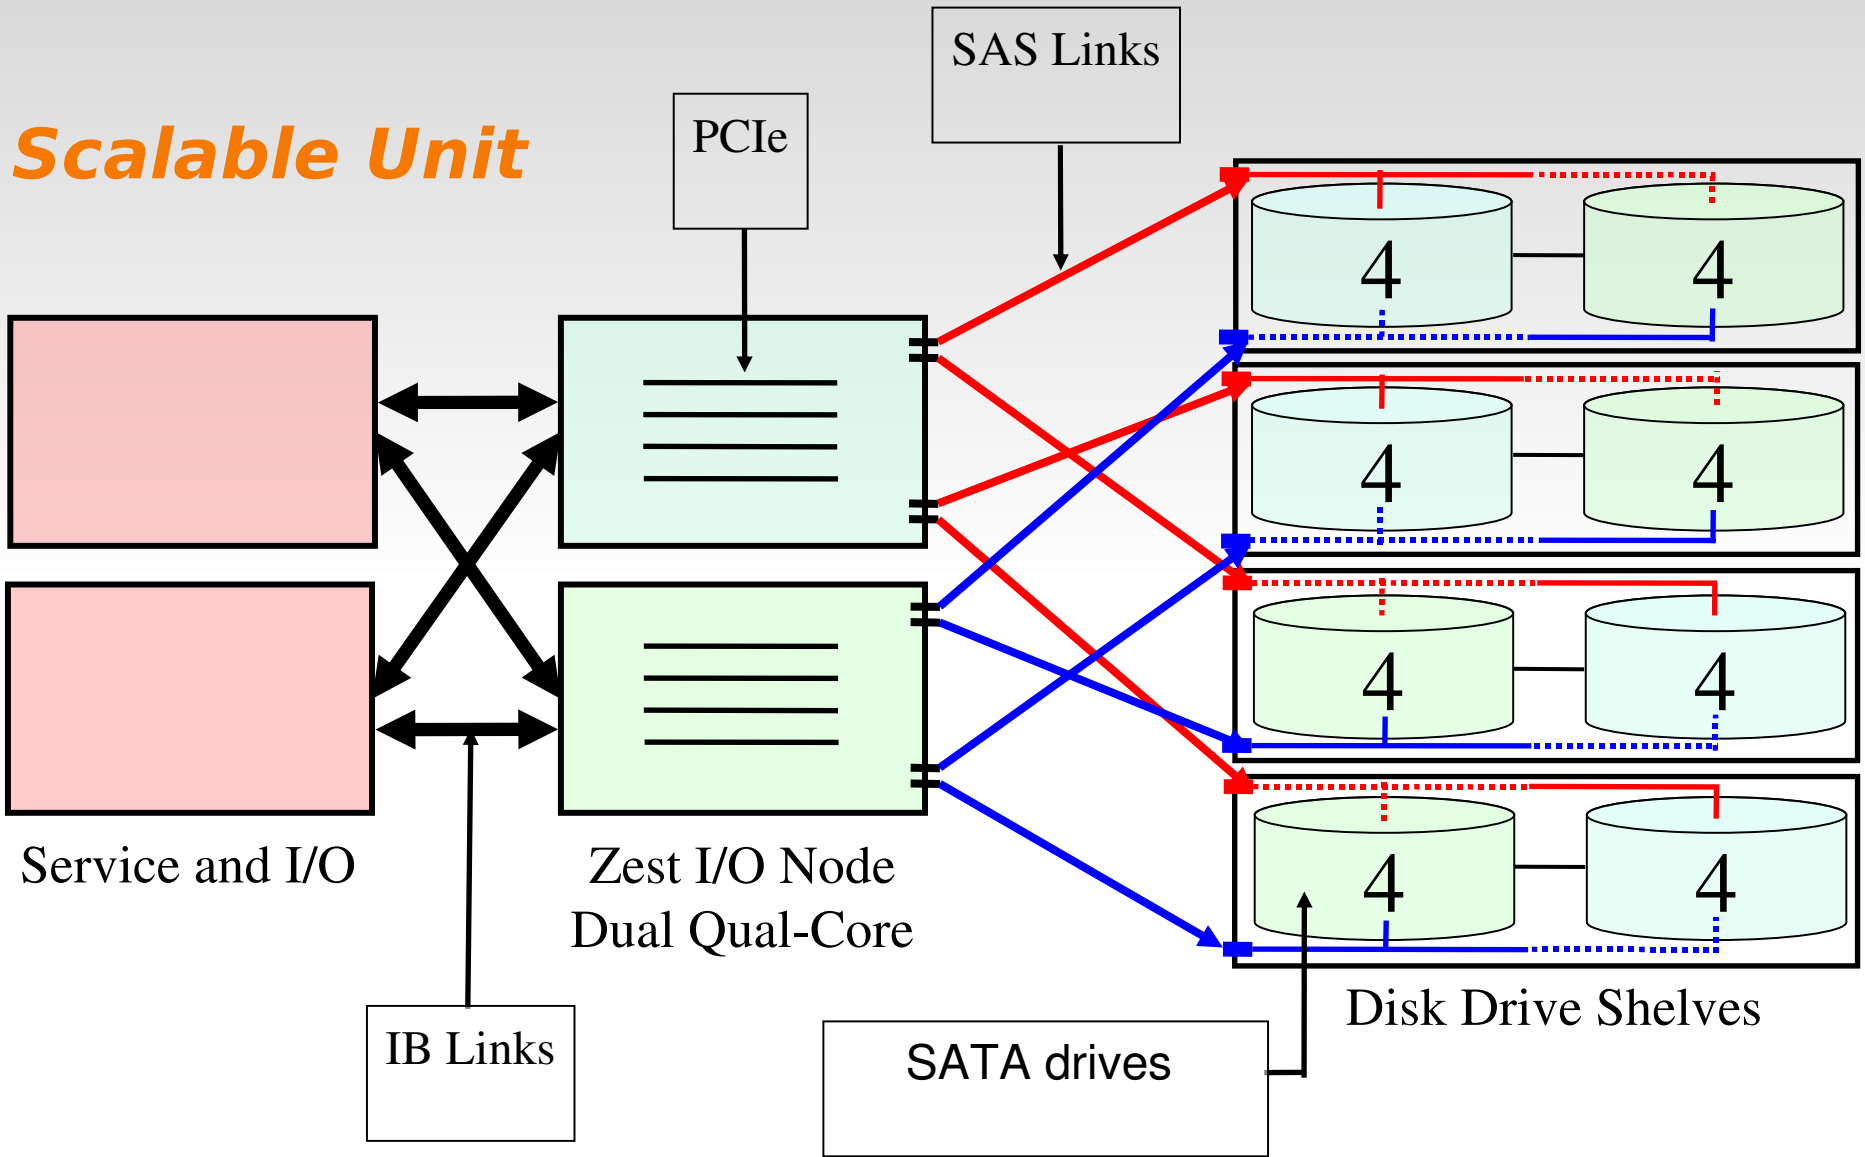 SAS Links
PCIe
Scalable Unit
4 4
4 4
4 4
4 4
Service and I/O
Zest I/O Node
Dual Qual-Core
Disk Drive Shelves
IB Links
SATA drives